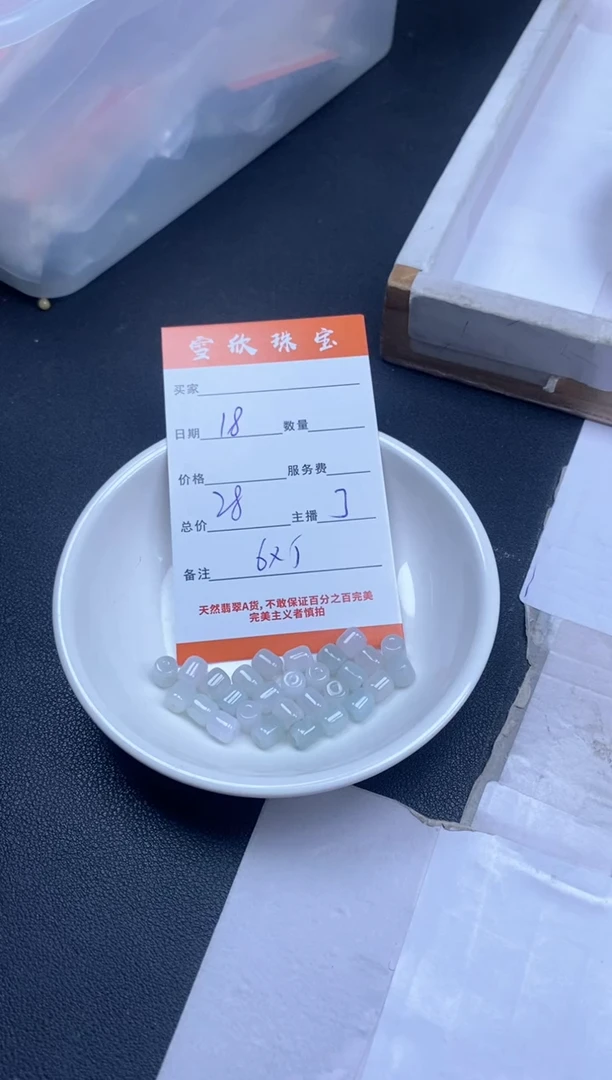 雯欣珠宝
买家
日期 18 数量
价格 服务费
总价 28 主播
备注 6x5
天然翡翠A货，不敢保证百分之百完美
完美主义者慎拍